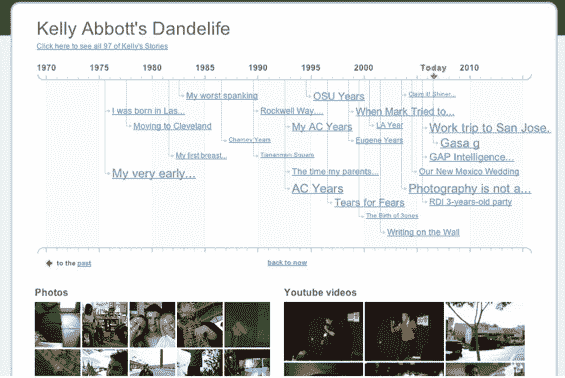 Kelly Abbott's Dandelife
Click here to see all 97 of Kelly's Stories
1970 1975 1980 1985 1990 1995 2000 Today 2010
My worst spanking
OSU Years
I was born in Las...
Rockwell Way....
When Mark Tried to...
Moving to Cleveland
My AC Years
LA Year
Work trip to San Jose.
Cherney Years
Eugene Years
Gasa g
My first breast...
Tiananmen Square
GAP Intelligence...
My very early...
The time my parents...
Our New Mexico Wedding
AC Years
Photography is not a...
Tears for Fears
RDI 3-years-old party
The Birth of Jones
Writing on the Wall
to the past
back to now
Photos
Youtube videos